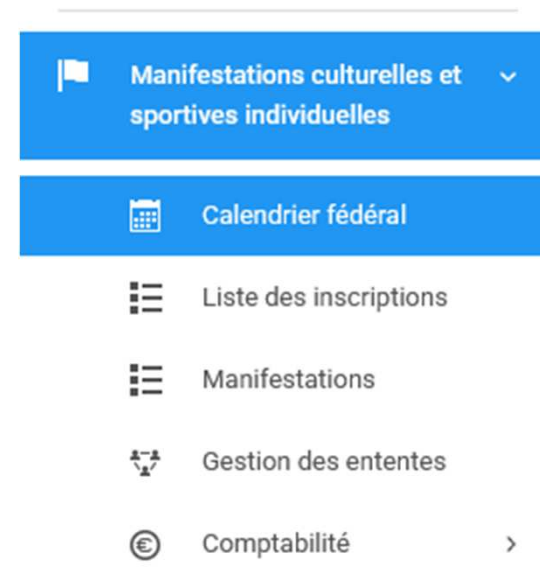 Manifestations culturelles et
sportives individuelles
Calendrier fédéral
Liste des inscriptions
Manifestations
Gestion des ententes
Comptabilité